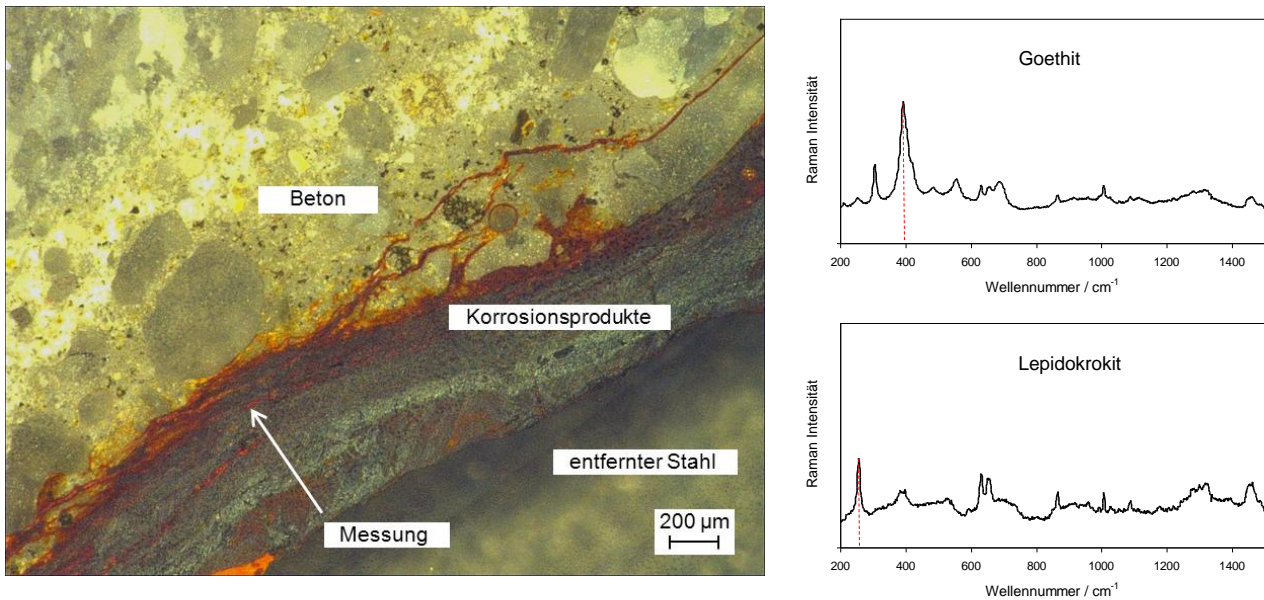 Beton
Korrosionsprodukte
entfernter Stahl
Messung
200 µm
Goethit
Raman Intensität
200 400 600 800 1000 1200 1400
Wellennummer / cm⁻¹
Lepidokrokit
Raman Intensität
200 400 600 800 1000 1200 1400
Wellennummer / cm⁻¹